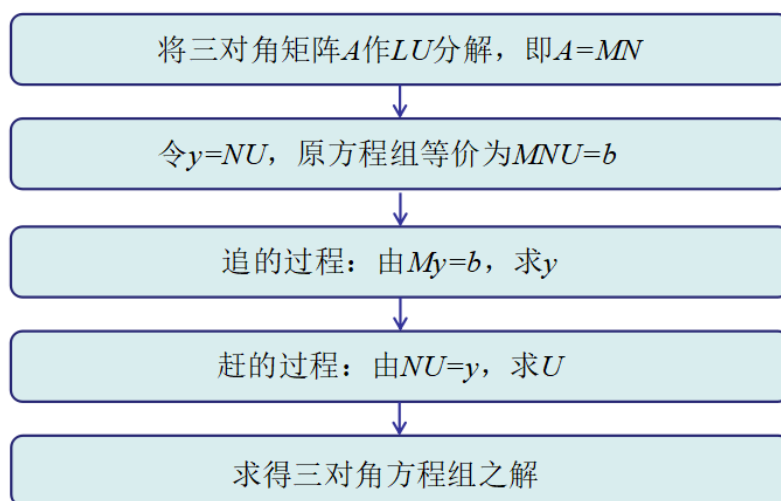 将三对角矩阵A作LU分解，即A=MN
令y=NU，原方程组等价为MNU=b
追的过程：由My=b，求y
赶的过程：由NU=y，求U
求得三对角方程组之解